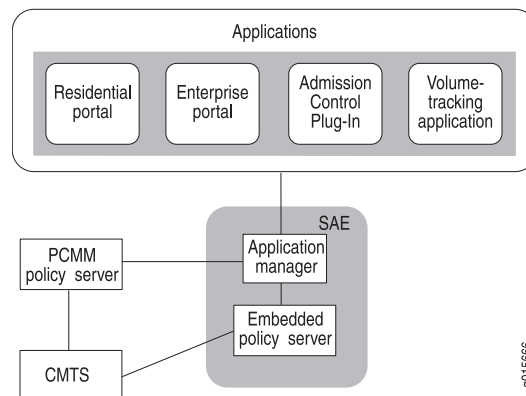 Applications
Residential
portal
Enterprise
portal
Admission
Control
Plug-In
Volume-
tracking
application
SAE
PCMM
policy server
Application
manager
Embedded
policy server
CMTS
g015666